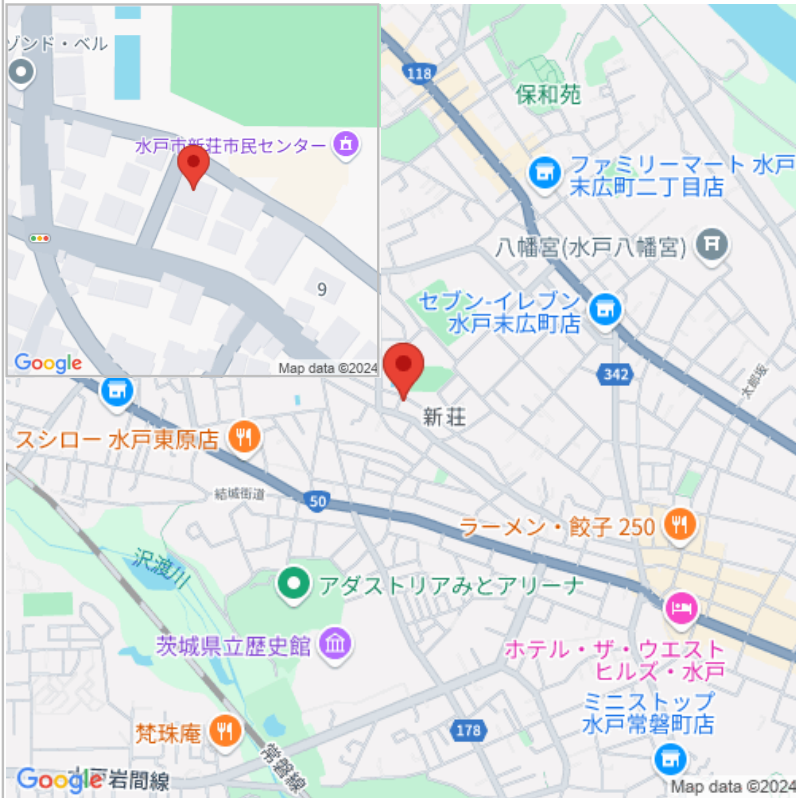 ゾンド・ベル
水戸市新荘市民センター
9
Google
Map data ©2024
118
保和苑
ファミリーマート 水戸
末広町二丁目店
八幡宮(水戸八幡宮)
セブン-イレブン
水戸末広町店
342
太郎坂
新荘
スシロー 水戸東原店
結城街道
50
ラーメン・餃子 250
沢渡川
アダストリアみとアリーナ
茨城県立歴史館
ホテル・ザ・ウエスト
ヒルズ・水戸
ミニストップ
水戸常磐町店
178
梵珠庵
常磐線
Google
水戸岩間線
Map data ©2024